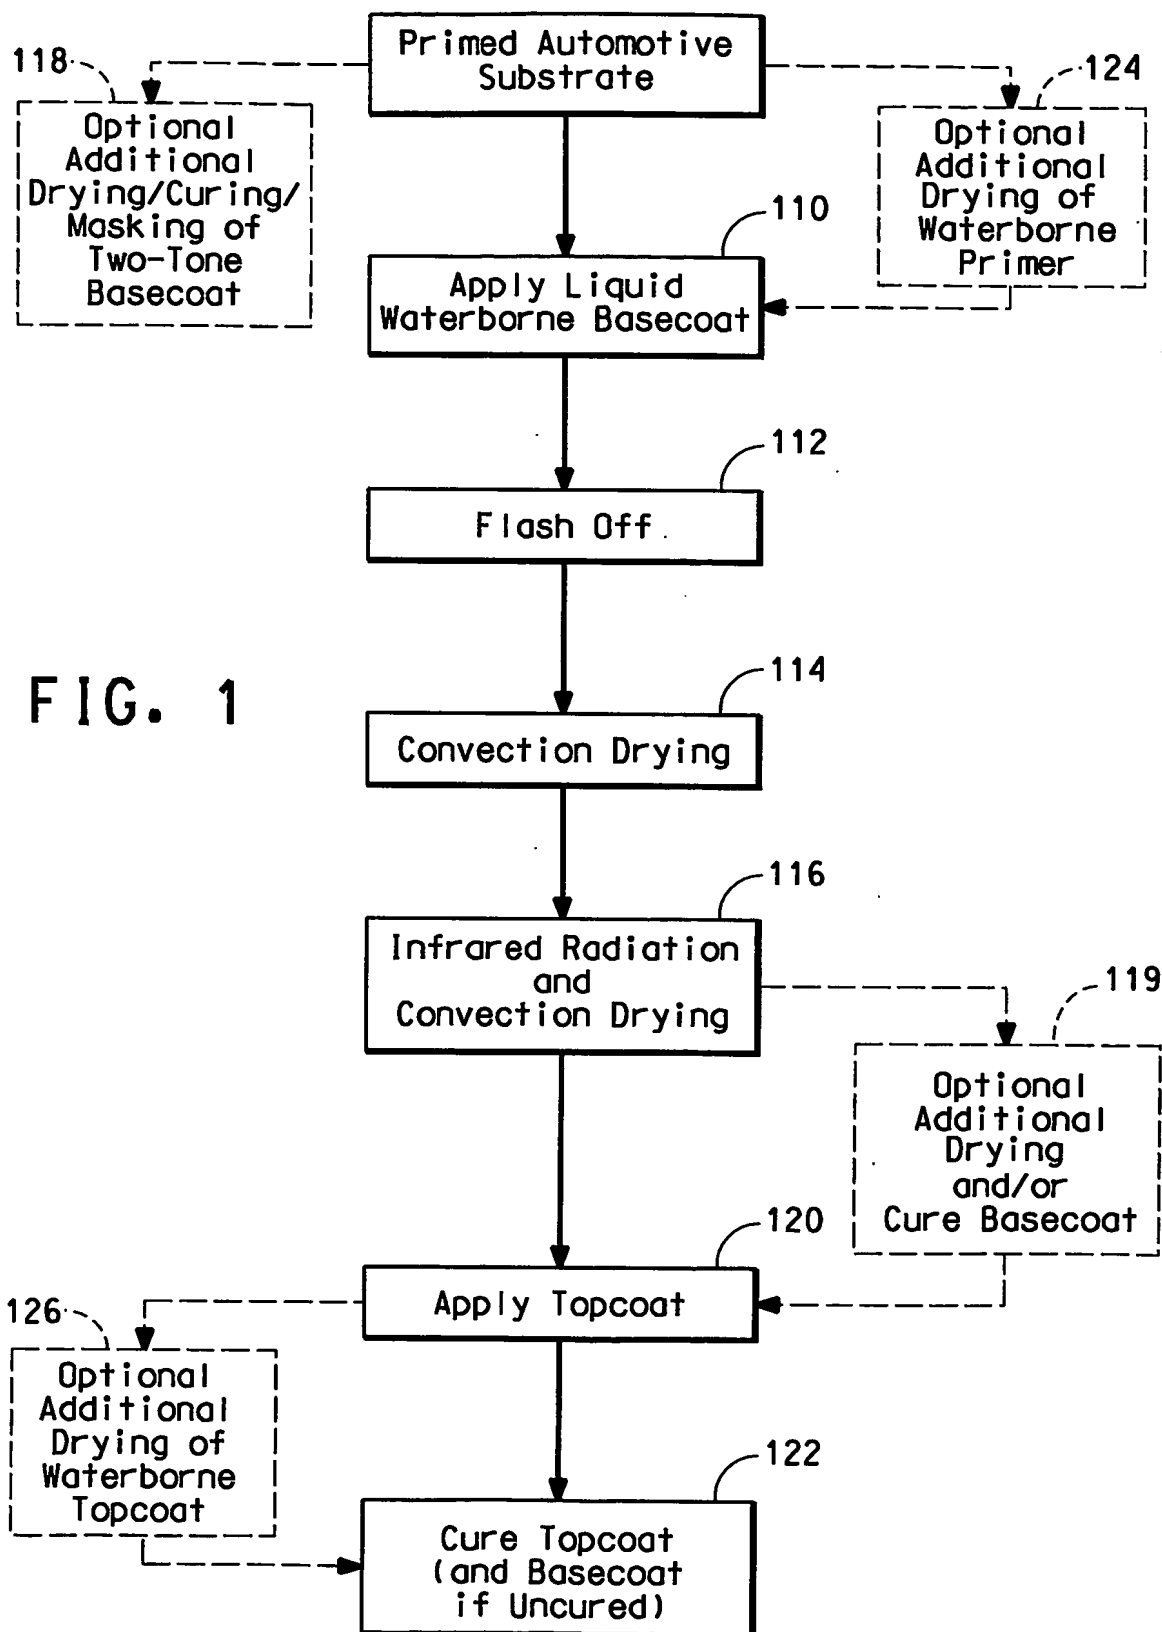 Primed Automotive
Substrate
118
Optional
Additional
Drying/Curing/
Masking of
Two-Tone
Basecoat
124
Optional
Additional
Drying of
Waterborne
Primer
110
Apply Liquid
Waterborne Basecoat
112
Flash Off
FIG. 1
114
Convection Drying
116
Infrared Radiation
and
Convection Drying
119
Optional
Additional
Drying
and/or
Cure Basecoat
120
Apply Topcoat
126
Optional
Additional
Drying of
Waterborne
Topcoat
122
Cure Topcoat
(and Basecoat
if Uncured)